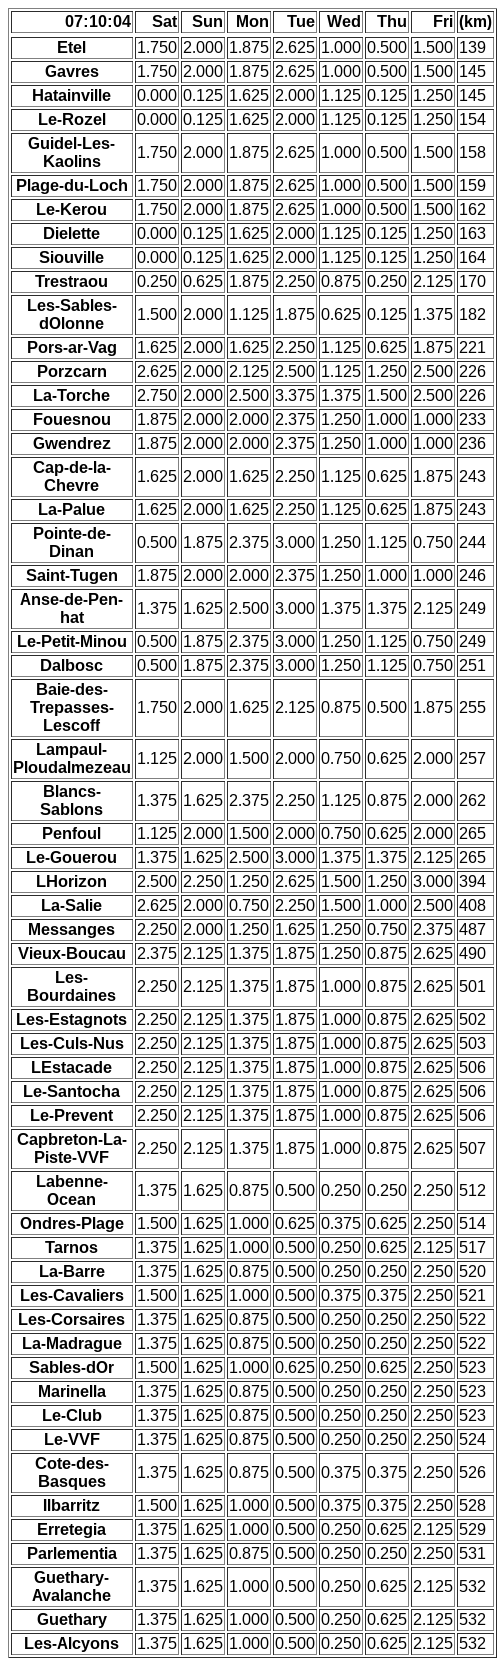 07:10:04 Sat Sun Mon Tue Wed Thu Fri (km)
Etel 1.750 2.000 1.875 2.625 1.000 0.500 1.500 139
Gavres 1.750 2.000 1.875 2.625 1.000 0.500 1.500 145
Hatainville 0.000 0.125 1.625 2.000 1.125 0.125 1.250 145
Le-Rozel 0.000 0.125 1.625 2.000 1.125 0.125 1.250 154
Guidel-Les-
Kaolins 1.750 2.000 1.875 2.625 1.000 0.500 1.500 158
Plage-du-Loch 1.750 2.000 1.875 2.625 1.000 0.500 1.500 159
Le-Kerou 1.750 2.000 1.875 2.625 1.000 0.500 1.500 162
Dielette 0.000 0.125 1.625 2.000 1.125 0.125 1.250 163
Siouville 0.000 0.125 1.625 2.000 1.125 0.125 1.250 164
Trestraou 0.250 0.625 1.875 2.250 0.875 0.250 2.125 170
Les-Sables-
dOlonne 1.500 2.000 1.125 1.875 0.625 0.125 1.375 182
Pors-ar-Vag 1.625 2.000 1.625 2.250 1.125 0.625 1.875 221
Porzcarn 2.625 2.000 2.125 2.500 1.125 1.250 2.500 226
La-Torche 2.750 2.000 2.500 3.375 1.375 1.500 2.500 226
Fouesnou 1.875 2.000 2.000 2.375 1.250 1.000 1.000 233
Gwendrez 1.875 2.000 2.000 2.375 1.250 1.000 1.000 236
Cap-de-la-
Chevre 1.625 2.000 1.625 2.250 1.125 0.625 1.875 243
La-Palue 1.625 2.000 1.625 2.250 1.125 0.625 1.875 243
Pointe-de-
Dinan 0.500 1.875 2.375 3.000 1.250 1.125 0.750 244
Saint-Tugen 1.875 2.000 2.000 2.375 1.250 1.000 1.000 246
Anse-de-Pen-
hat 1.375 1.625 2.500 3.000 1.375 1.375 2.125 249
Le-Petit-Minou 0.500 1.875 2.375 3.000 1.250 1.125 0.750 249
Dalbosc 0.500 1.875 2.375 3.000 1.250 1.125 0.750 251
Baie-des-
Trepasses-
Lescoff 1.750 2.000 1.625 2.125 0.875 0.500 1.875 255
Lampaul-
Ploudalmezeau 1.125 2.000 1.500 2.000 0.750 0.625 2.000 257
Blancs-
Sablons 1.375 1.625 2.375 2.250 1.125 0.875 2.000 262
Penfoul 1.125 2.000 1.500 2.000 0.750 0.625 2.000 265
Le-Gouerou 1.375 1.625 2.500 3.000 1.375 1.375 2.125 265
LHorizon 2.500 2.250 1.250 2.625 1.500 1.250 3.000 394
La-Salie 2.625 2.000 0.750 2.250 1.500 1.000 2.500 408
Messanges 2.250 2.000 1.250 1.625 1.250 0.750 2.375 487
Vieux-Boucau 2.375 2.125 1.375 1.875 1.250 0.875 2.625 490
Les-
Bourdaines 2.250 2.125 1.375 1.875 1.000 0.875 2.625 501
Les-Estagnots 2.250 2.125 1.375 1.875 1.000 0.875 2.625 502
Les-Culs-Nus 2.250 2.125 1.375 1.875 1.000 0.875 2.625 503
LEstacade 2.250 2.125 1.375 1.875 1.000 0.875 2.625 506
Le-Santocha 2.250 2.125 1.375 1.875 1.000 0.875 2.625 506
Le-Prevent 2.250 2.125 1.375 1.875 1.000 0.875 2.625 506
Capbreton-La-
Piste-VVF 2.250 2.125 1.375 1.875 1.000 0.875 2.625 507
Labenne-
Ocean 1.375 1.625 0.875 0.500 0.250 0.250 2.250 512
Ondres-Plage 1.500 1.625 1.000 0.625 0.375 0.625 2.250 514
Tarnos 1.375 1.625 1.000 0.500 0.250 0.625 2.125 517
La-Barre 1.375 1.625 0.875 0.500 0.250 0.250 2.250 520
Les-Cavaliers 1.500 1.625 1.000 0.500 0.375 0.375 2.250 521
Les-Corsaires 1.375 1.625 0.875 0.500 0.250 0.250 2.250 522
La-Madrague 1.375 1.625 0.875 0.500 0.250 0.250 2.250 522
Sables-dOr 1.500 1.625 1.000 0.625 0.250 0.625 2.250 523
Marinella 1.375 1.625 0.875 0.500 0.250 0.250 2.250 523
Le-Club 1.375 1.625 0.875 0.500 0.250 0.250 2.250 523
Le-VVF 1.375 1.625 0.875 0.500 0.250 0.250 2.250 524
Cote-des-
Basques 1.375 1.625 0.875 0.500 0.375 0.375 2.250 526
Ilbarritz 1.500 1.625 1.000 0.500 0.375 0.375 2.250 528
Erretegia 1.375 1.625 1.000 0.500 0.250 0.625 2.125 529
Parlementia 1.375 1.625 0.875 0.500 0.250 0.250 2.250 531
Guethary-
Avalanche 1.375 1.625 1.000 0.500 0.250 0.625 2.125 532
Guethary 1.375 1.625 1.000 0.500 0.250 0.625 2.125 532
Les-Alcyons 1.375 1.625 1.000 0.500 0.250 0.625 2.125 532